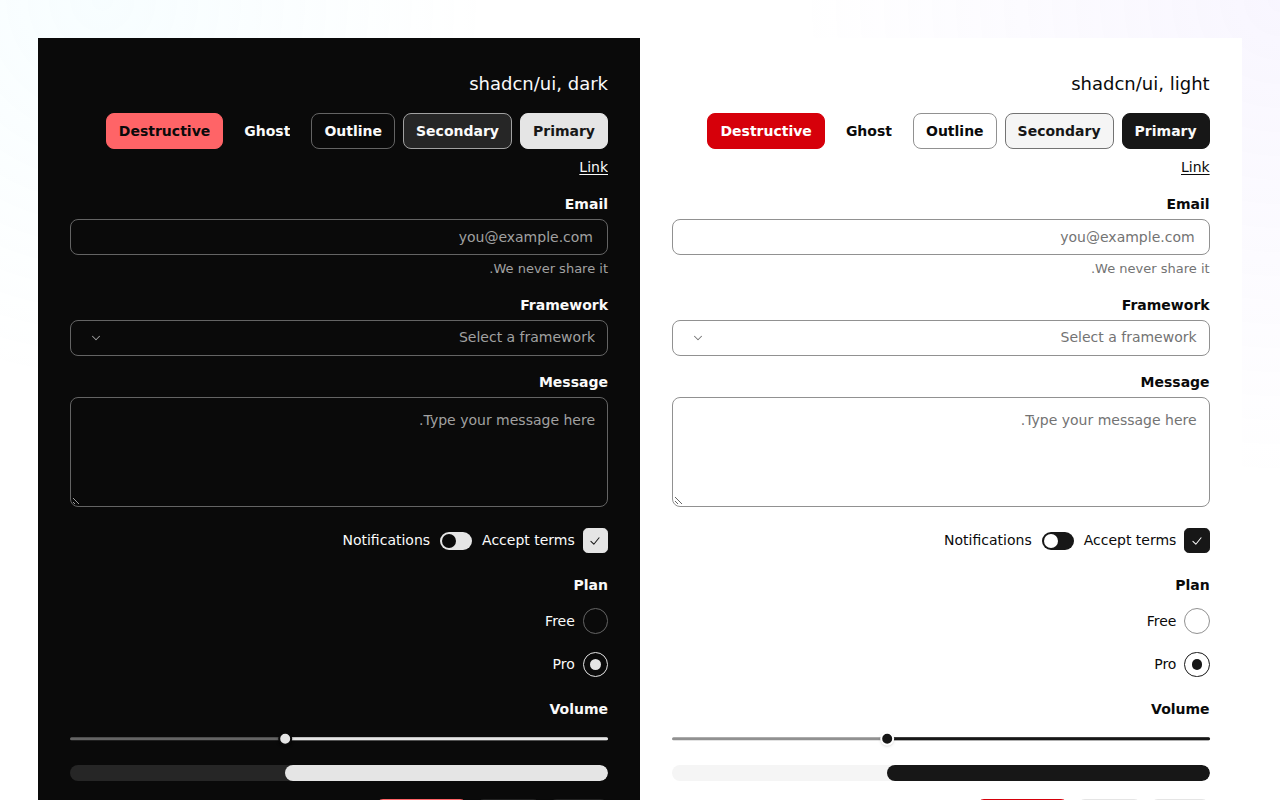 shadcn/ui, dark
Primary
Secondary
Outline
Ghost
Destructive
Link
Email
you@example.com
.We never share it
Framework
Select a framework
Message
.Type your message here
Accept terms
Notifications
Plan
Free
Pro
Volume
shadcn/ui, light
Primary
Secondary
Outline
Ghost
Destructive
Link
Email
you@example.com
.We never share it
Framework
Select a framework
Message
.Type your message here
Accept terms
Notifications
Plan
Free
Pro
Volume